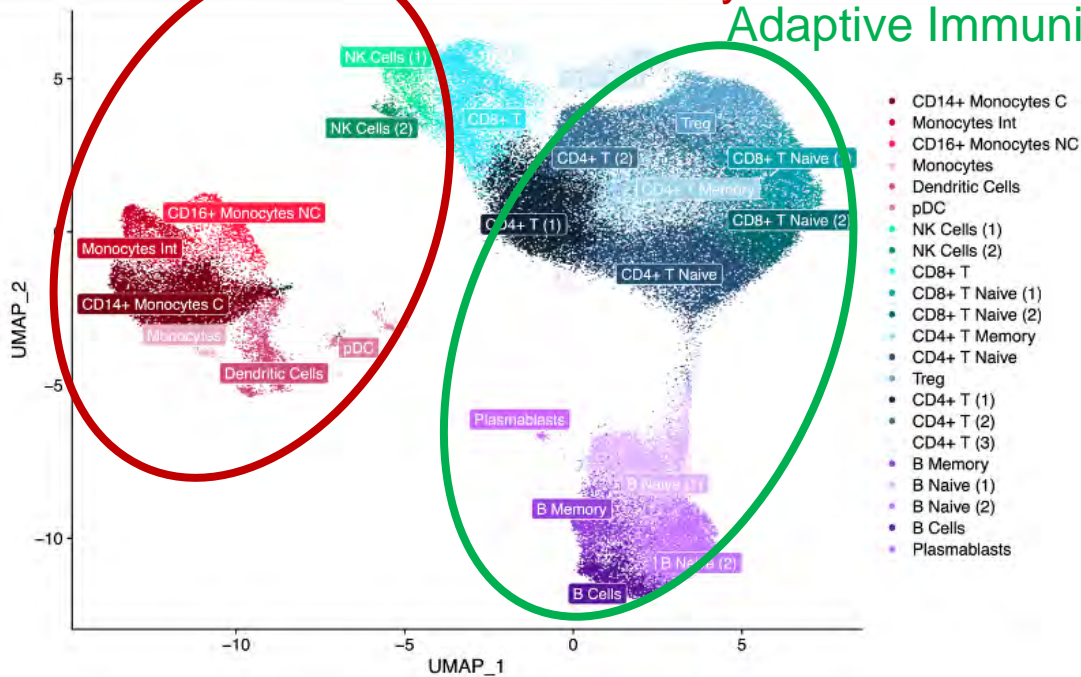 Adaptive Immuni
NK Cells (1)
NK Cells (2)
CD8+ T
Treg
CD4+ T (2)
CD8+ T Naive (1)
CD4+ T Memory
CD4+ T (1)
CD8+ T Naive (2)
CD4+ T Naive
CD16+ Monocytes NC
Monocytes Int
CD14+ Monocytes C
Monocytes
pDC
Dendritic Cells
Plasmablasts
B Naive (1)
B Memory
B Naive (2)
B Cells
5
0
−5
−10
UMAP_2
−10
−5
0
5
UMAP_1
CD14+ Monocytes C
Monocytes Int
CD16+ Monocytes NC
Monocytes
Dendritic Cells
pDC
NK Cells (1)
NK Cells (2)
CD8+ T
CD8+ T Naive (1)
CD8+ T Naive (2)
CD4+ T Memory
CD4+ T Naive
Treg
CD4+ T (1)
CD4+ T (2)
CD4+ T (3)
B Memory
B Naive (1)
B Naive (2)
B Cells
Plasmablasts